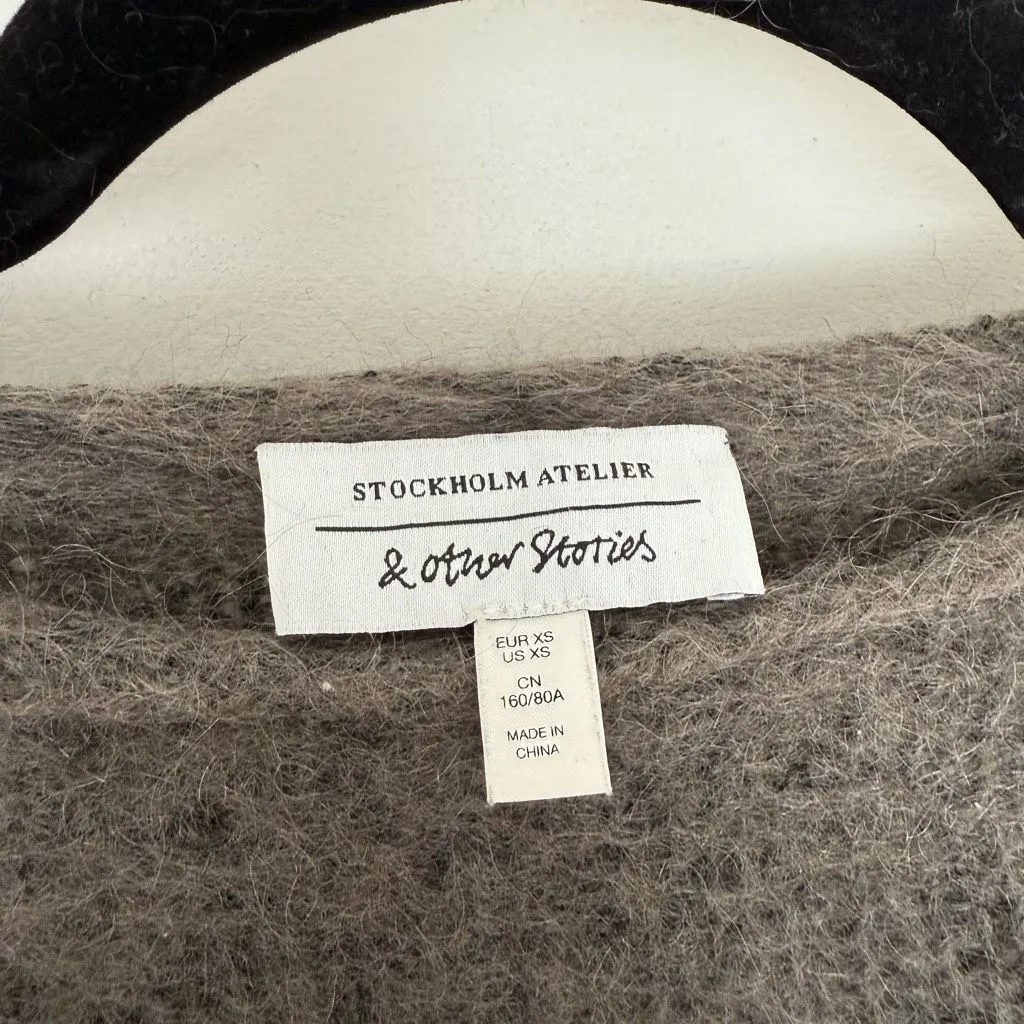 STOCKHOLM ATELIER
& other Stories
EUR XS
US XS
CN
160/80A
MADE IN
CHINA